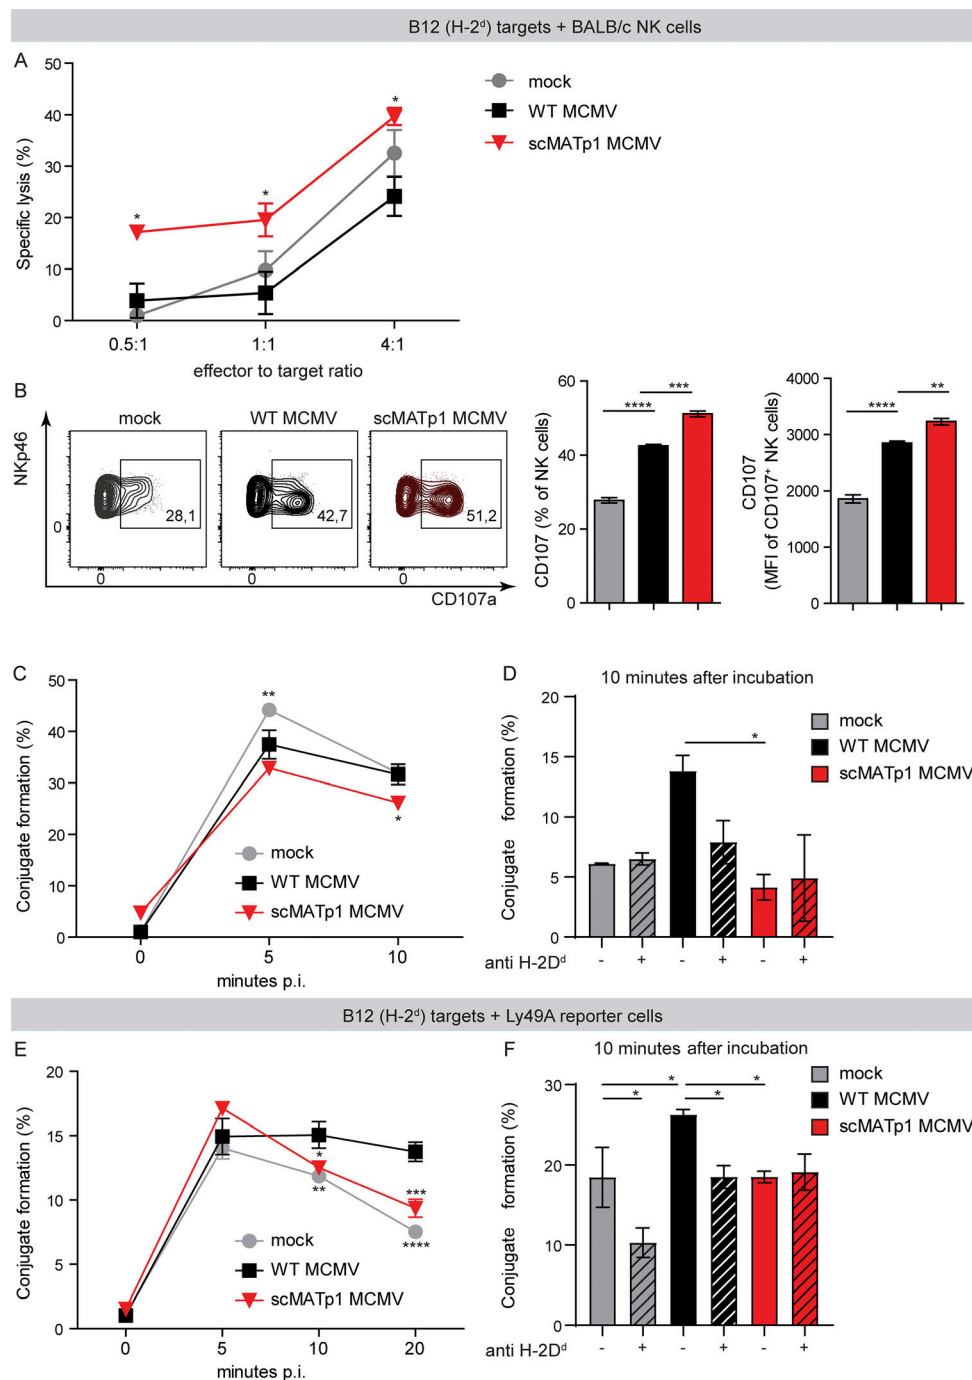 B12 (H-2ᵈ) targets + BALB/c NK cells
A
50
40
30
20
10
0
Specific lysis (%)
*
*
*
0.5:1
1:1
4:1
effector to target ratio
mock
WT MCMV
scMATp1 MCMV
B
NKp46
mock
WT MCMV
scMATp1 MCMV
28,1
42,7
51,2
0
0
0
0
CD107a
CD107 (% of NK cells)
60
40
20
0
****
***
CD107
(MFI of CD107⁺ NK cells)
4000
3000
2000
1000
0
****
**
C
Conjugate formation (%)
50
40
30
20
10
0
**
*
mock
WT MCMV
scMATp1 MCMV
0
5
10
minutes p.i.
D
10 minutes after incubation
Conjugate formation (%)
20
15
10
5
0
*
mock
WT MCMV
scMATp1 MCMV
anti H-2Dᵈ - + - + - +
B12 (H-2ᵈ) targets + Ly49A reporter cells
E
Conjugate formation (%)
20
15
10
5
0
*
**
***
****
mock
WT MCMV
scMATp1 MCMV
0
5
10
20
minutes p.i.
F
10 minutes after incubation
Conjugate formation (%)
30
20
10
0
* *
* *
mock
WT MCMV
scMATp1 MCMV
anti H-2Dᵈ - + - + - +